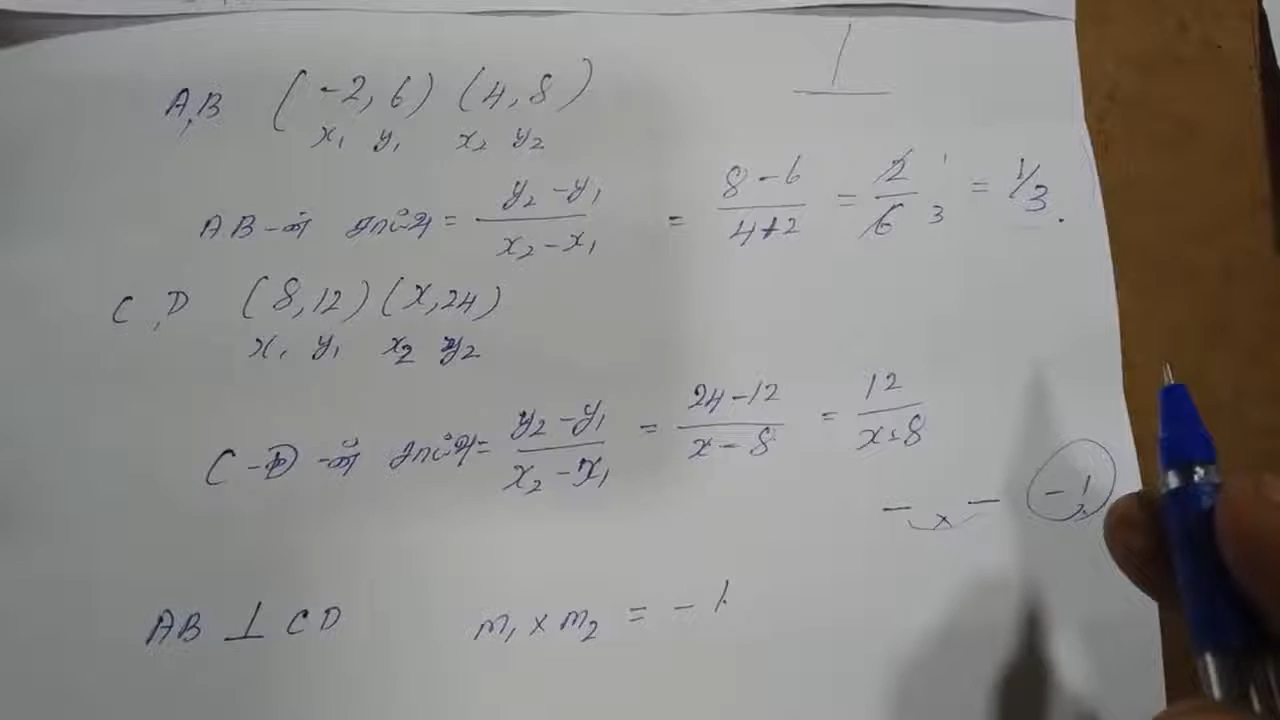 A,B (-2, 6) (4, 8)
x₁ y₁ x₂ y₂
AB-ன் சாய்வு = y₂-y₁ / x₂-x₁ = 8-6 / 4+2 = 2/6 1 3 = 1/3.
C,D (8,12) (x,24)
x₁ y₁ x₂ y₂
C-D-ன் சாய்வு = y₂-y₁ / x₂-x₁ = 24-12 / x-8 = 12 / x-8
— × — -1
AB ⊥ CD m₁ × m₂ = -1